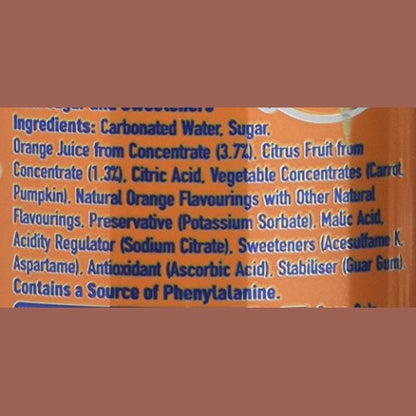 and Sweeteners
Ingredients: Carbonated Water, Sugar,
Orange Juice from Concentrate (3.7%), Citrus Fruit from
Concentrate (1.3%), Citric Acid, Vegetable Concentrates (Carrot,
Pumpkin), Natural Orange Flavourings with Other Natural
Flavourings, Preservative (Potassium Sorbate), Malic Acid,
Acidity Regulator (Sodium Citrate), Sweeteners (Acesulfame K,
Aspartame), Antioxidant (Ascorbic Acid), Stabiliser (Guar Gum).
Contains a Source of Phenylalanine.